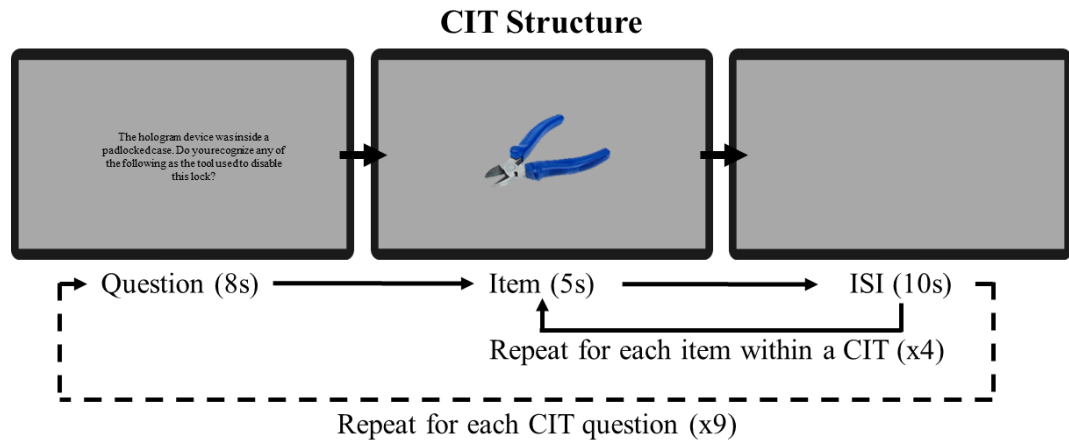 CIT Structure
The hologram device was inside a
padlocked case. Do you recognize any of
the following as the tool used to disable
this lock?
Question (8s)
Item (5s)
ISI (10s)
Repeat for each item within a CIT (x4)
Repeat for each CIT question (x9)